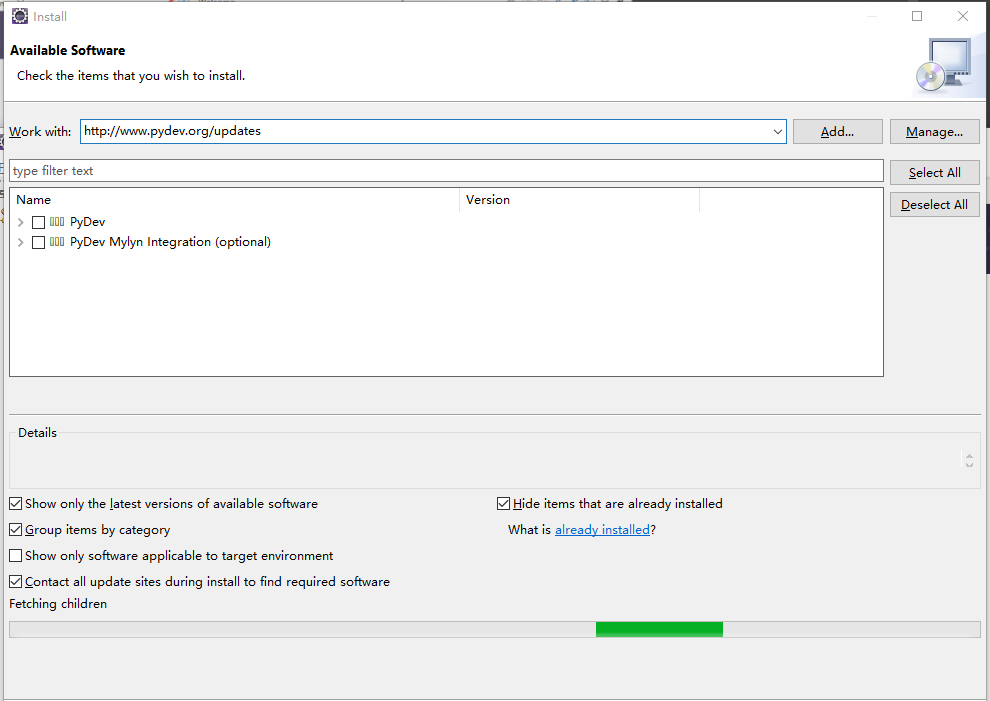 Install
Available Software
Check the items that you wish to install.
Work with: http://www.pydev.org/updates Add... Manage...
type filter text Select All
Deselect All
Name Version
PyDev
PyDev Mylyn Integration (optional)
Details
Show only the latest versions of available software Hide items that are already installed
Group items by category What is already installed?
Show only software applicable to target environment
Contact all update sites during install to find required software
Fetching children